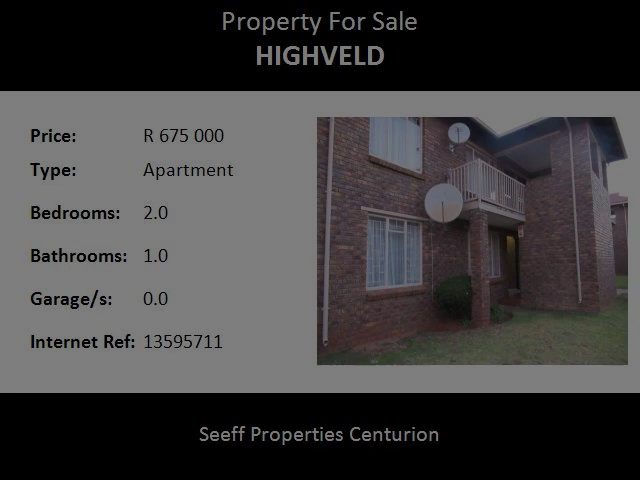 Property For Sale
HIGHVELD
Price: R 675 000
Type: Apartment
Bedrooms: 2.0
Bathrooms: 1.0
Garage/s: 0.0
Internet Ref: 13595711
Seeff Properties Centurion